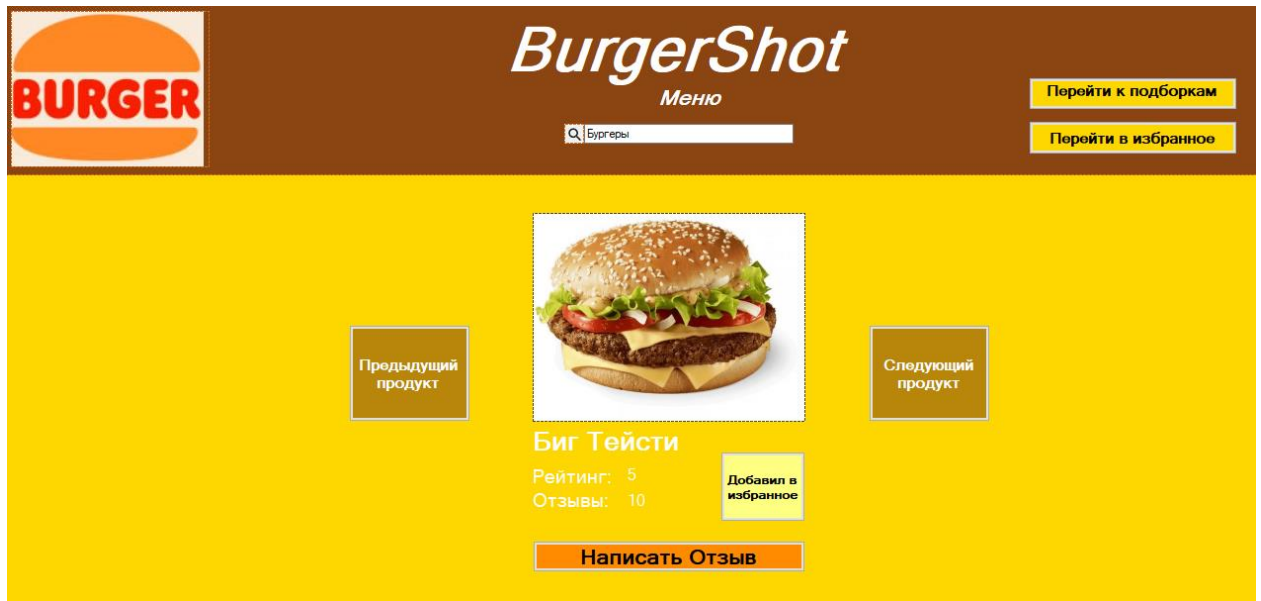 BURGER
BurgerShot
Меню
Бургеры
Перейти к подборкам
Перейти в избранное
Предыдущий
продукт
Следующий
продукт
Биг Тейсти
Рейтинг: 5
Отзывы: 10
Добавил в
избранное
Написать Отзыв